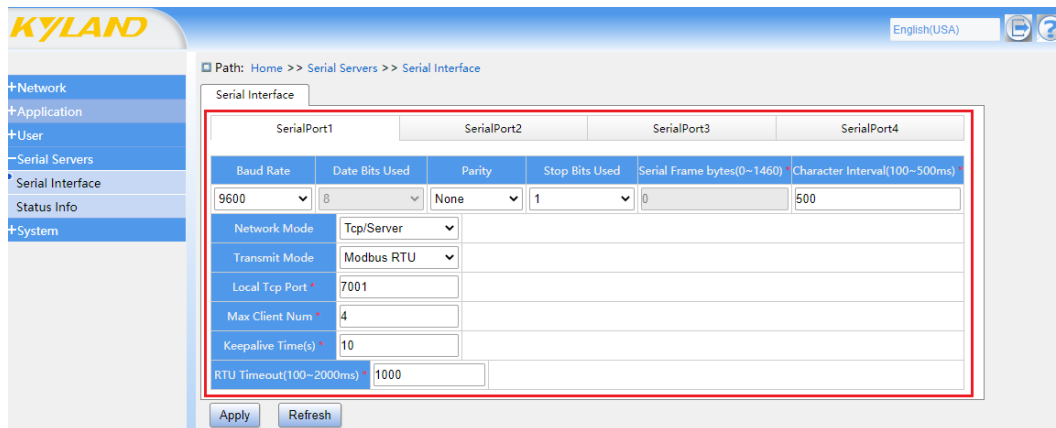 KYLAND
English(USA)
?
Path: Home >> Serial Servers >> Serial Interface
+Network
+Application
+User
−Serial Servers
Serial Interface
Status Info
+System
Serial Interface
SerialPort1 SerialPort2 SerialPort3 SerialPort4
Baud Rate Date Bits Used Parity Stop Bits Used Serial Frame bytes(0~1460) * Character Interval(100~500ms) *
9600 8 None 1 0 500
Network Mode Tcp/Server
Transmit Mode Modbus RTU
Local Tcp Port * 7001
Max Client Num * 4
Keepalive Time(s) * 10
RTU Timeout(100~2000ms) * 1000
Apply Refresh